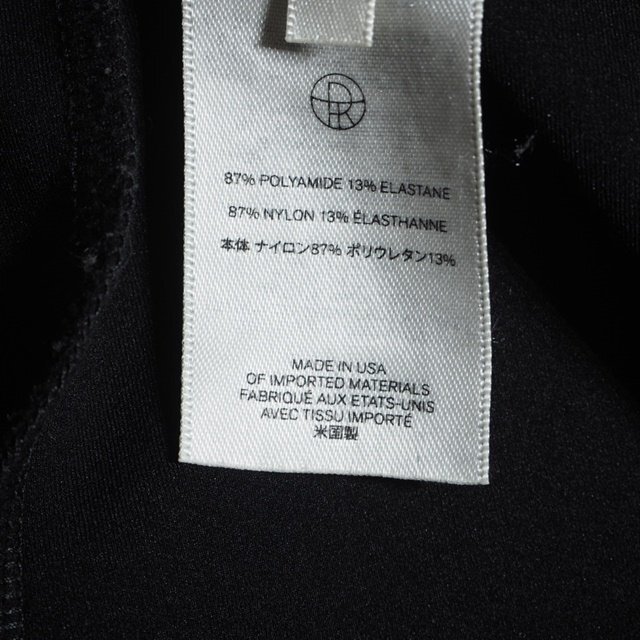 DR
87% POLYAMIDE 13% ELASTANE
87% NYLON 13% ÉLASTHANNE
本体 ナイロン87% ポリウレタン13%
MADE IN USA
OF IMPORTED MATERIALS
FABRIQUÉ AUX ETATS-UNIS
AVEC TISSU IMPORTÉ
米国製